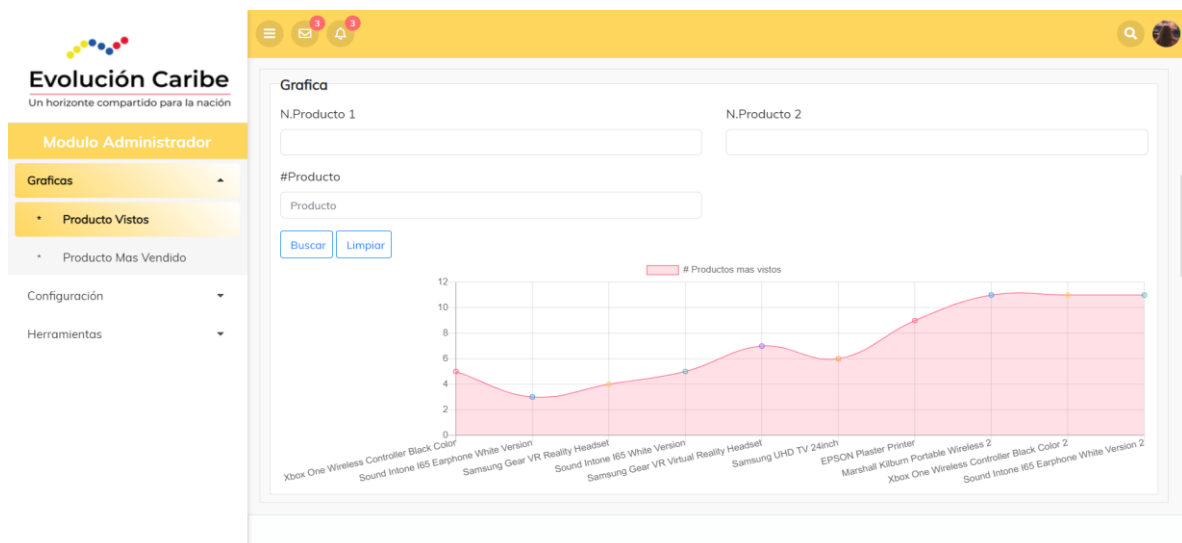 Evolución Caribe
Un horizonte compartido para la nación
Modulo Administrador
Graficas
Producto Vistos
Producto Mas Vendido
Configuración
Herramientas
3
3
Grafica
N.Producto 1
N.Producto 2
#Producto
Producto
Buscar
Limpiar
# Productos mas vistos
12
10
8
6
4
2
0
Xbox One Wireless Controller Black Color
Sound Intone I65 Earphone White Version
Samsung Gear VR Reality Headset
Sound Intone I65 White Version
Samsung Gear VR Virtual Reality Headset
Samsung UHD TV 24inch
EPSON Plaster Printer
Marshall Kilburn Portable Wireless 2
Xbox One Wireless Controller Black Color 2
Sound Intone I65 Earphone White Version 2